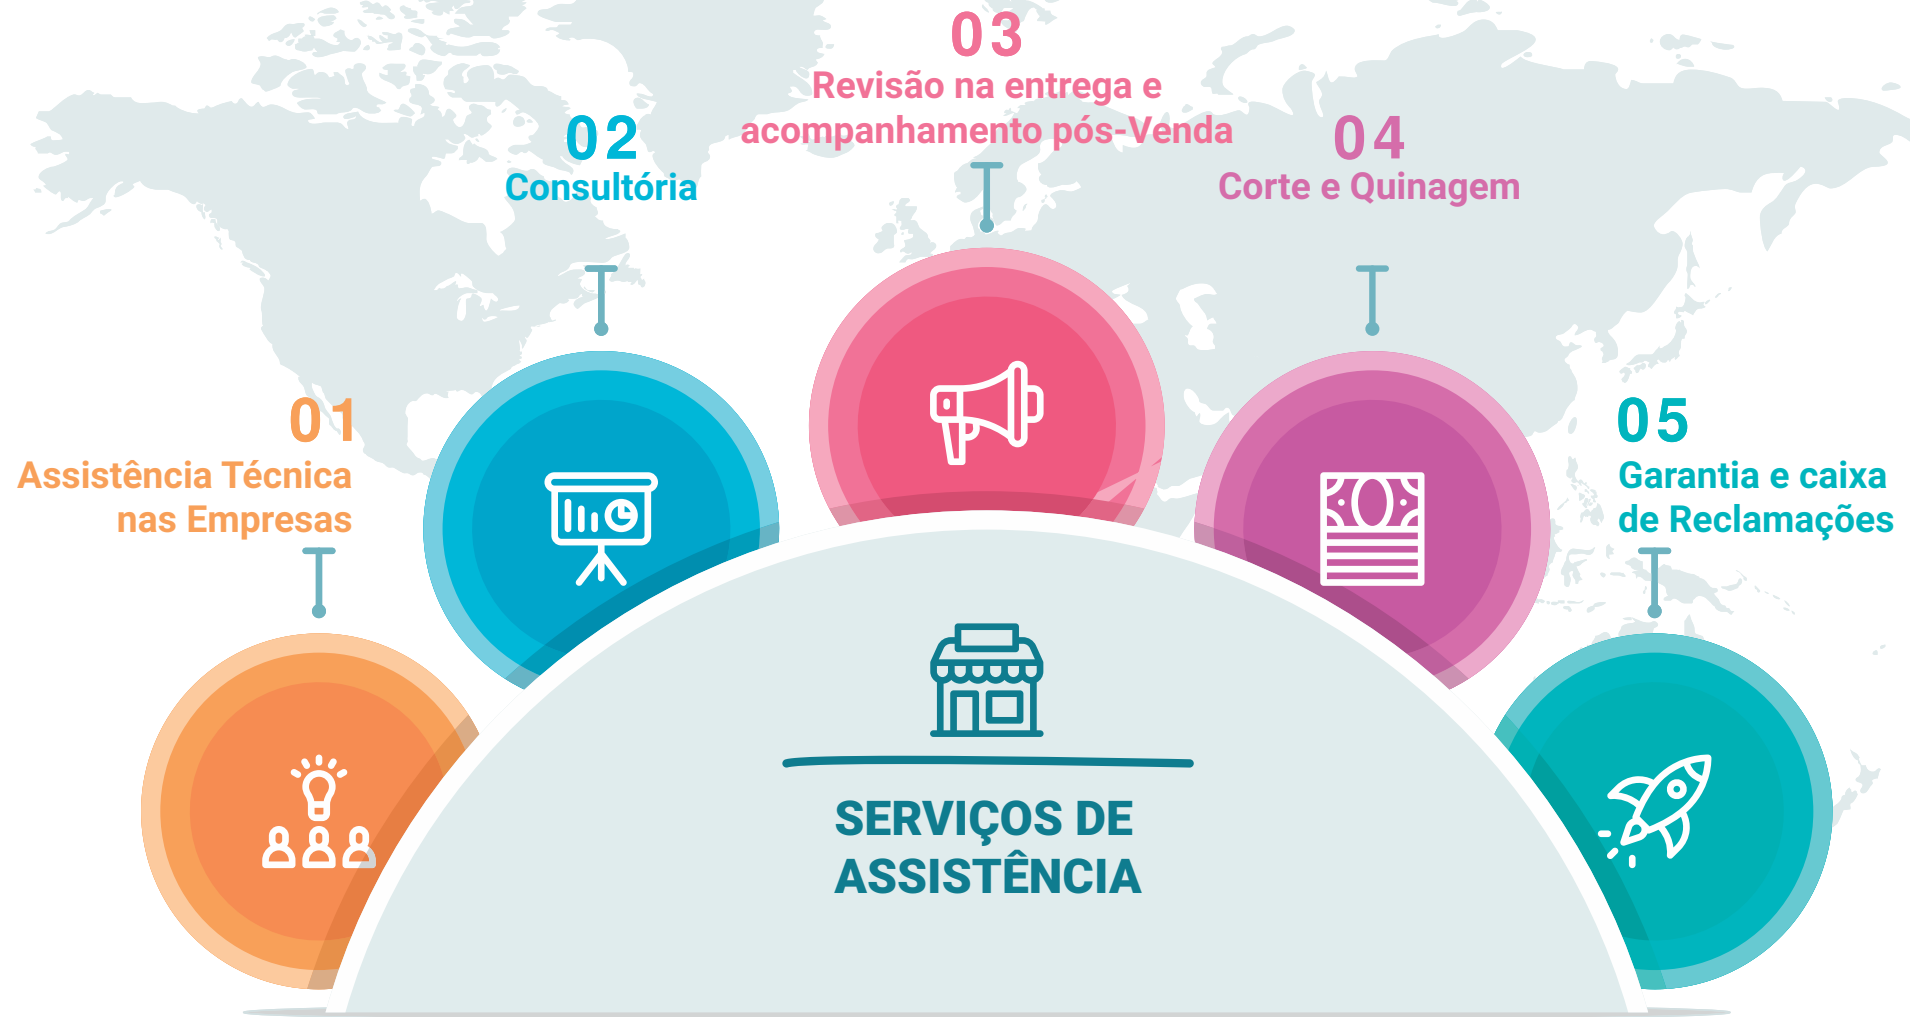 01
Assistência Técnica
nas Empresas
02
Consultória
03
Revisão na entrega e
acompanhamento pós-Venda
04
Corte e Quinagem
05
Garantia e caixa
de Reclamações
SERVIÇOS DE
ASSISTÊNCIA